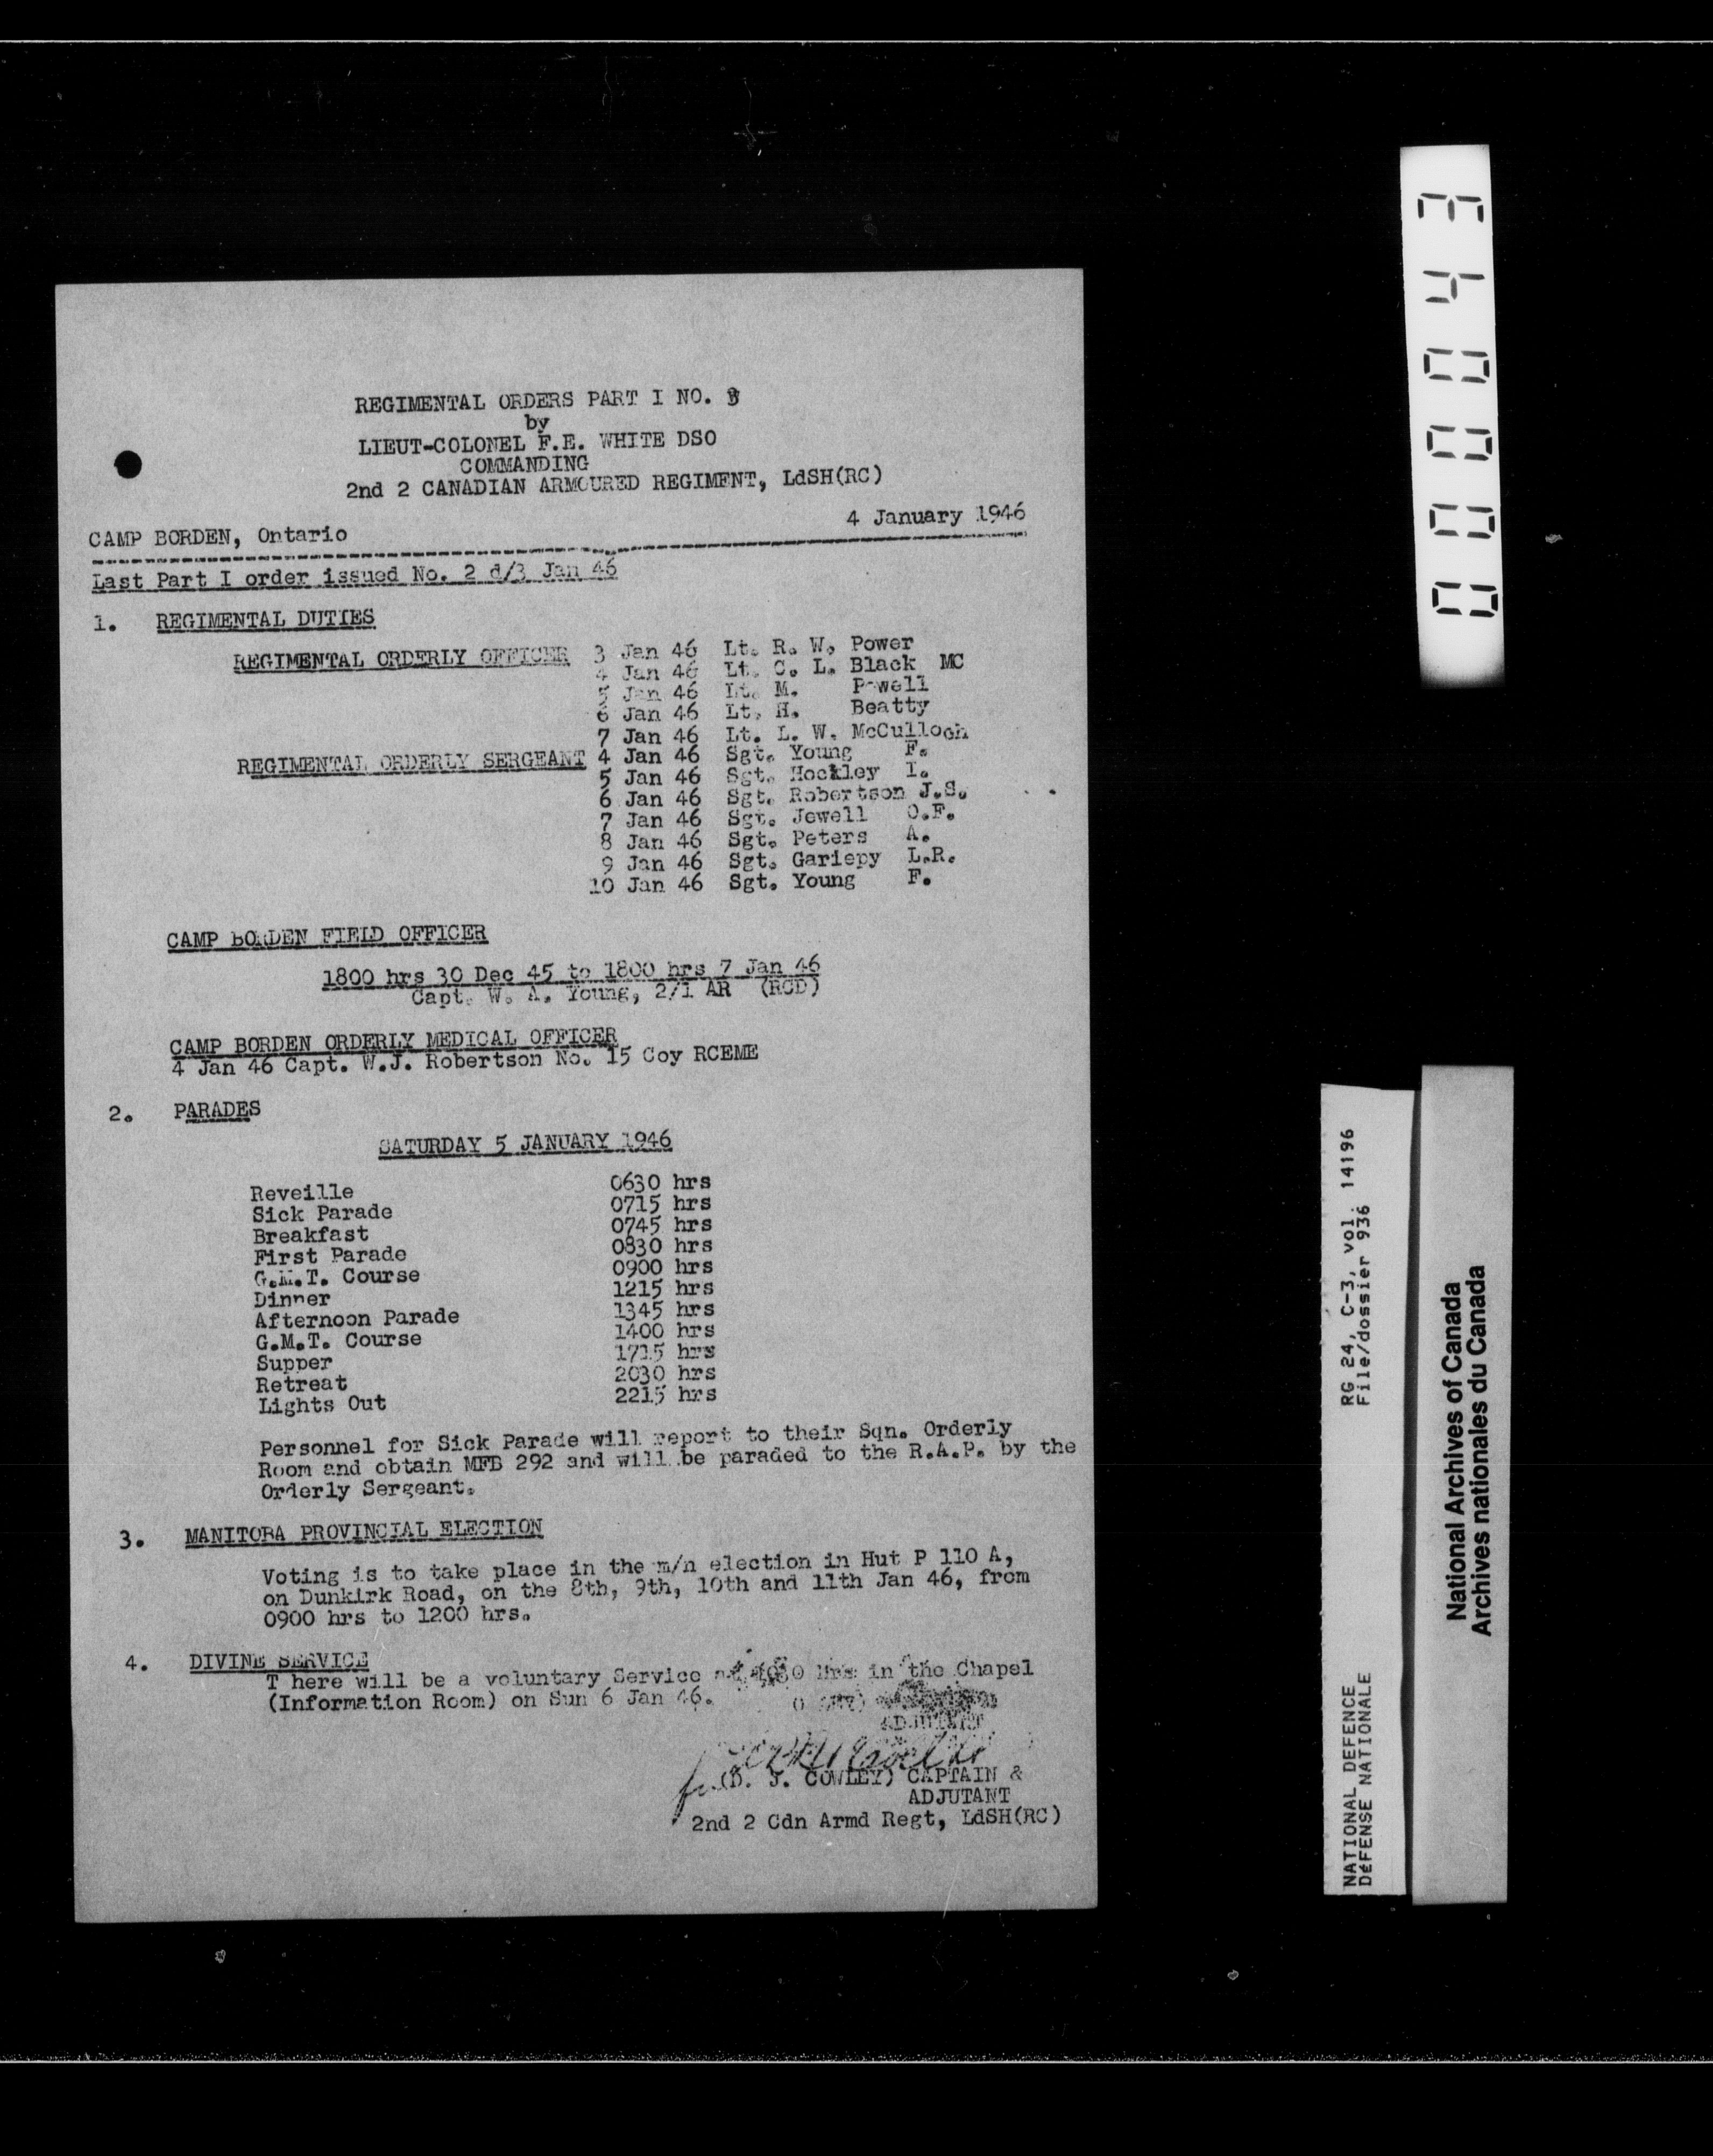 REGIMENTAL ORDERS PART I NO. 3
by
LIEUT-COLONEL F.E. WHITE DSO
COMMANDING
2nd 2 CANADIAN ARMOURED REGIMENT, LdSH(RC)
4 January 1946
CAMP BORDEN, Ontario
Last Part I order issued No. 2 d/3 Jan 46
1. REGIMENTAL DUTIES
REGIMENTAL ORDERLY OFFICER 3 Jan 46 Lt. R. W. Power
4 Jan 46 Lt. C. L. Black MC
5 Jan 46 Lt. M. Powell
6 Jan 46 Lt. H. Beatty
7 Jan 46 Lt. L. W. McCulloch
REGIMENTAL ORDERLY SERGEANT 4 Jan 46 Sgt. Young F.
5 Jan 46 Sgt. Hockley I.
6 Jan 46 Sgt. Robertson J.S.
7 Jan 46 Sgt. Jewell O.F.
8 Jan 46 Sgt. Peters A.
9 Jan 46 Sgt. Gariepy L.R.
10 Jan 46 Sgt. Young F.
CAMP BORDEN FIELD OFFICER
1800 hrs 30 Dec 45 to 1800 hrs 7 Jan 46
Capt. W. A. Young, 2/1 AR (RCD)
CAMP BORDEN ORDERLY MEDICAL OFFICER
4 Jan 46 Capt. W.J. Robertson No. 15 Coy RCEME
2. PARADES
SATURDAY 5 JANUARY 1946
Reveille 0630 hrs
Sick Parade 0715 hrs
Breakfast 0745 hrs
First Parade 0830 hrs
G.M.T. Course 0900 hrs
Dinner 1215 hrs
Afternoon Parade 1345 hrs
G.M.T. Course 1400 hrs
Supper 1715 hrs
Retreat 2030 hrs
Lights Out 2215 hrs
Personnel for Sick Parade will report to their Sqn. Orderly
Room and obtain MFB 292 and will be paraded to the R.A.P. by the
Orderly Sergeant.
3. MANITOBA PROVINCIAL ELECTION
Voting is to take place in the m/n election in Hut P 110 A,
on Dunkirk Road, on the 8th, 9th, 10th and 11th Jan 46, from
0900 hrs to 1200 hrs.
4. DIVINE SERVICE
T here will be a voluntary Service at hrs in the Chapel
(Information Room) on Sun 6 Jan 46.
ADJUTANT
for
(D. J. COWLEY) CAPTAIN &
ADJUTANT
2nd 2 Cdn Armd Regt, LdSH(RC)
000043
RG 24, C-3, vol. 14196
File/dossier 936
NATIONAL DEFENCE
DéFENSE NATIONALE
National Archives of Canada
Archives nationales du Canada